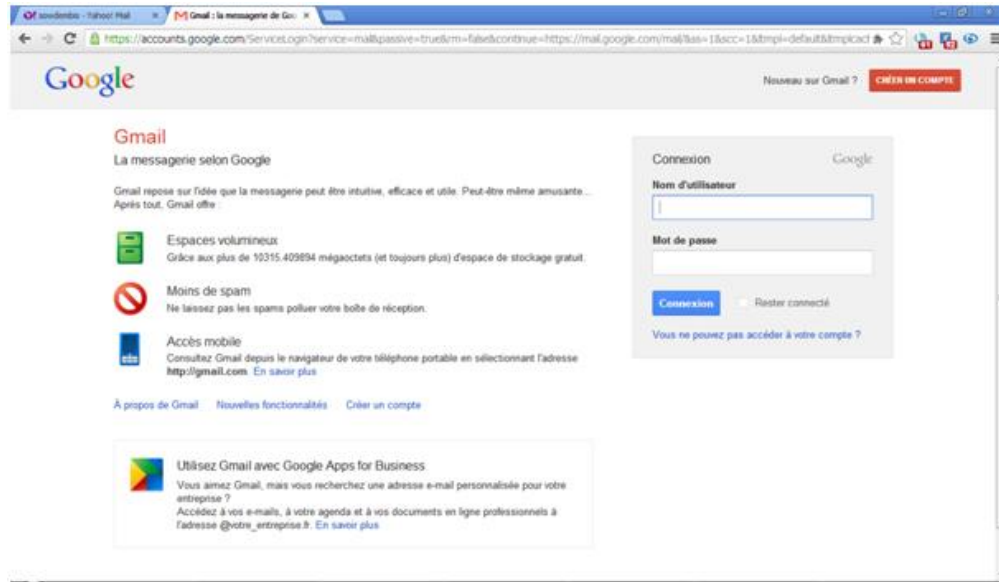 sowdembis - Yahoo! Mail
Gmail : la messagerie de Goo
https://accounts.google.com/ServiceLogin?service=mail&passive=true&rm=false&continue=https://mail.google.com/mail/&ss=1&scc=1&ltmpl=default&ltmplcact
Google
Nouveau sur Gmail ?
CRÉER UN COMPTE
Gmail
La messagerie selon Google
Gmail repose sur l'idée que la messagerie peut être intuitive, efficace et utile. Peut-être même amusante...
Après tout, Gmail offre :
Espaces volumineux
Grâce aux plus de 10315.409894 mégaoctets (et toujours plus) d'espace de stockage gratuit.
Moins de spam
Ne laissez pas les spams polluer votre boîte de réception.
Accès mobile
Consultez Gmail depuis le navigateur de votre téléphone portable en sélectionnant l'adresse
http://gmail.com. En savoir plus
À propos de Gmail Nouvelles fonctionnalités Créer un compte
Utilisez Gmail avec Google Apps for Business
Vous aimez Gmail, mais vous recherchez une adresse e-mail personnalisée pour votre
entreprise ?
Accédez à vos e-mails, à votre agenda et à vos documents en ligne professionnels à
l'adresse @votre_entreprise.fr. En savoir plus
Connexion Google
Nom d'utilisateur
Mot de passe
Connexion
Rester connecté
Vous ne pouvez pas accéder à votre compte ?